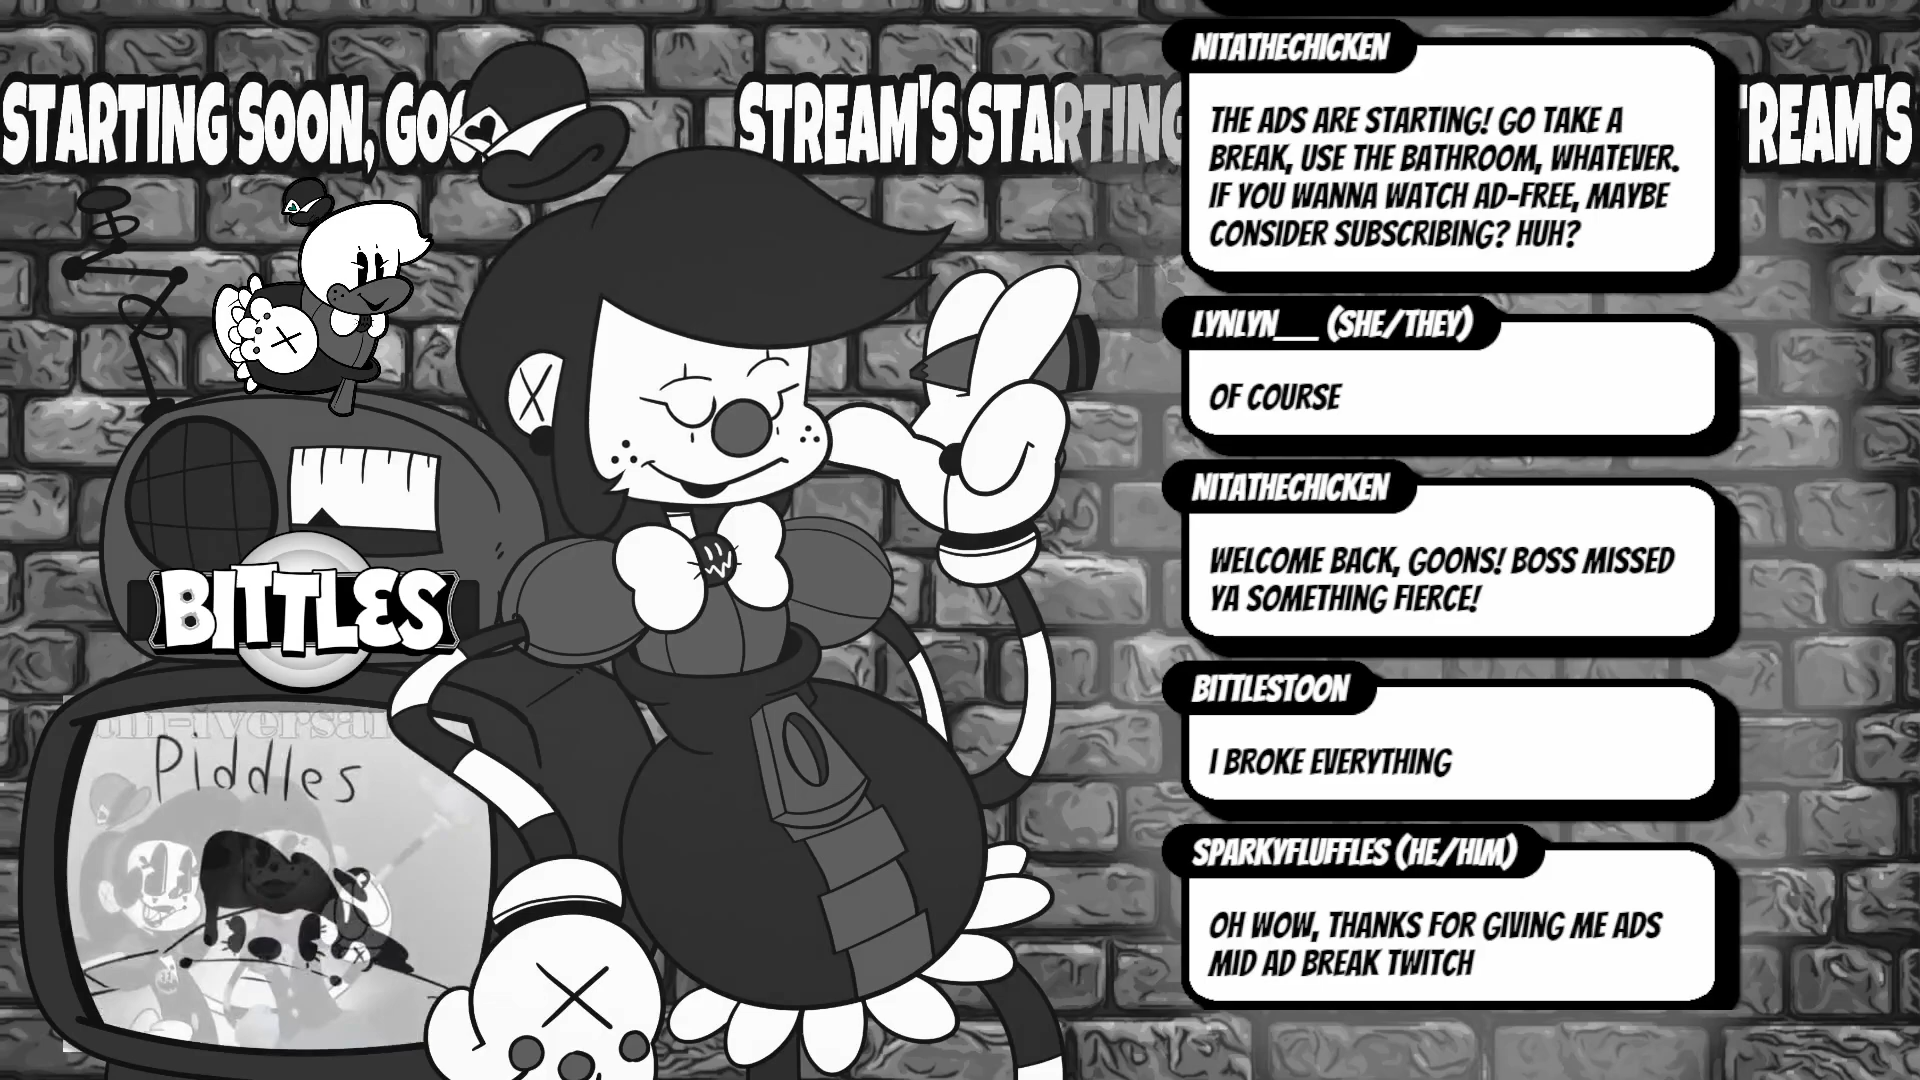 STARTING SOON, GOO
STREAM'S STARTING
TREAM'S
NITATHECHICKEN
THE ADS ARE STARTING! GO TAKE A
BREAK, USE THE BATHROOM, WHATEVER.
IF YOU WANNA WATCH AD-FREE, MAYBE
CONSIDER SUBSCRIBING? HUH?
LYNLYN__ (SHE/THEY)
OF COURSE
NITATHECHICKEN
WELCOME BACK, GOONS! BOSS MISSED
YA SOMETHING FIERCE!
BITTLESTOON
I BROKE EVERYTHING
SPARKYFLUFFLES (HE/HIM)
OH WOW, THANKS FOR GIVING ME ADS
MID AD BREAK TWITCH
BITTLES
Piddles